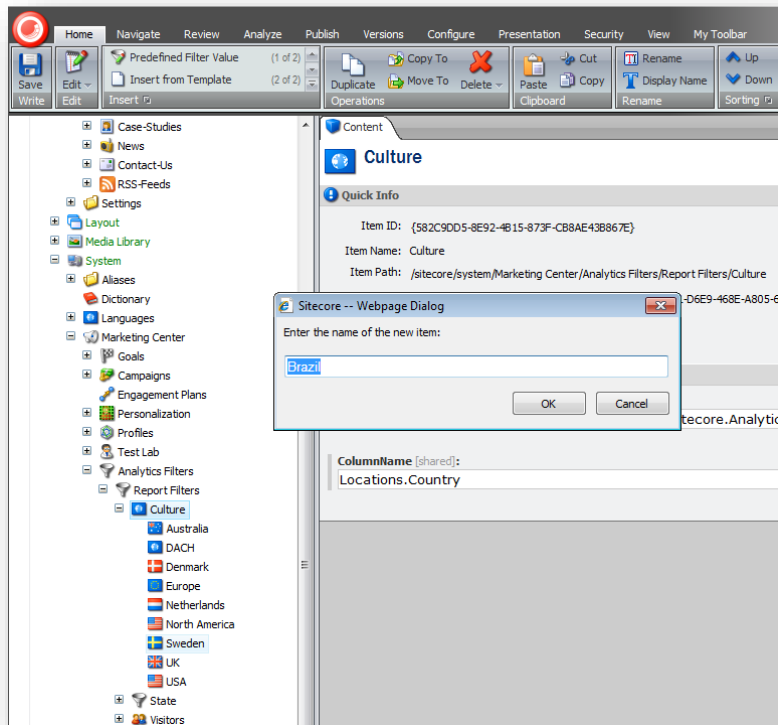 Home Navigate Review Analyze Publish Versions Configure Presentation Security View My Toolbar
Save Edit Predefined Filter Value (1 of 2) Insert from Template (2 of 2) Duplicate Copy To Move To Delete Paste Cut Copy Rename Display Name Up Down
Write Edit Insert Operations Clipboard Rename Sorting
Case-Studies
News
Contact-Us
RSS-Feeds
Settings
Layout
Media Library
System
Aliases
Dictionary
Languages
Marketing Center
Goals
Campaigns
Engagement Plans
Personalization
Profiles
Test Lab
Analytics Filters
Report Filters
Culture
Australia
DACH
Denmark
Europe
Netherlands
North America
Sweden
UK
USA
State
Visitors
Content
Culture
Quick Info
Item ID: {582C9DD5-8E92-4B15-873F-CB8AE43B867E}
Item Name: Culture
Item Path: /sitecore/system/Marketing Center/Analytics Filters/Report Filters/Culture
-D6E9-468E-A805-6
Sitecore -- Webpage Dialog
Enter the name of the new item:
Brazil
OK Cancel
tecore.Analytic
ColumnName [shared]:
Locations.Country